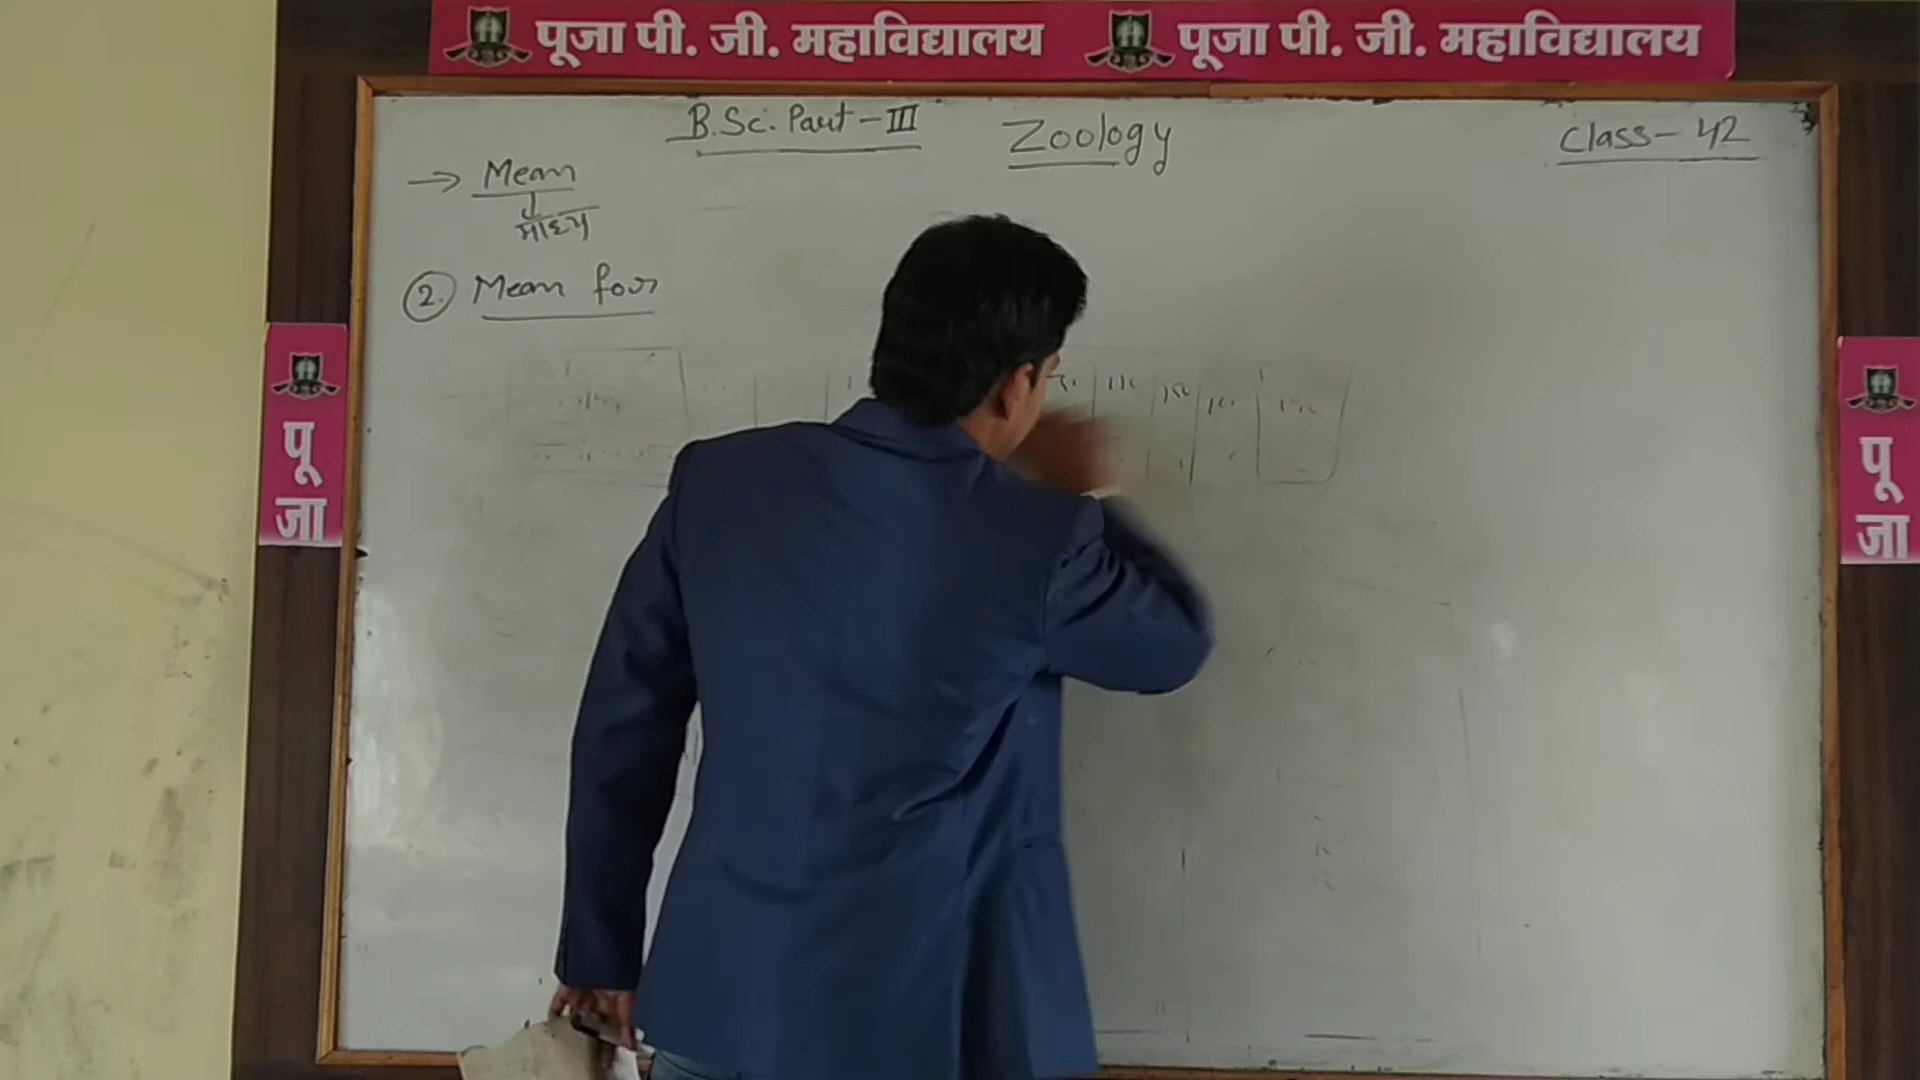 पूजा पी. जी. महाविद्यालय पूजा पी. जी. महाविद्यालय
B.Sc. Part-III Zoology Class-42
→ Mean
माध्य
2. Mean for
पूजा
पूजा